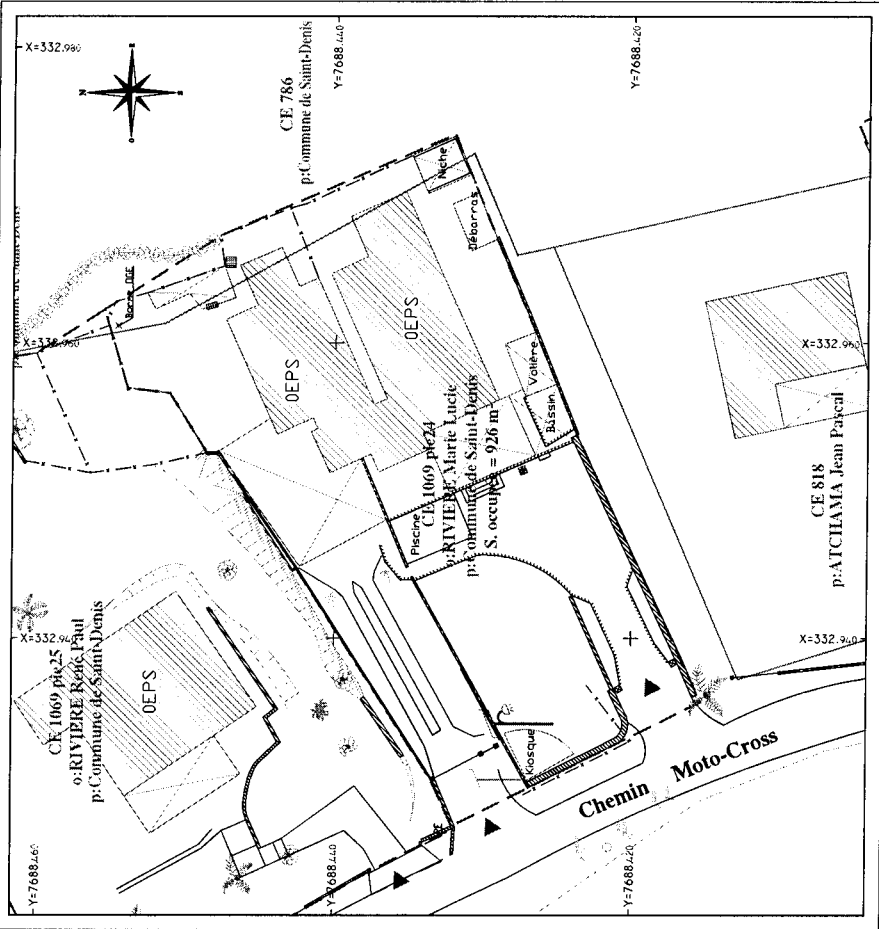 X=332.980
Y=7688.440
Y=7688.420
N
E
S
O
CE 786
p:Commune de Saint-Denis
Niche
Débarras
Borne OGE
X=332.960
X=332.960
OEPS
OEPS
Volière
Bassin
CE 1069 pie24
o:RIVIERE Marie Lucie
p:Commune de Saint-Denis
S. occupée = 926 m²
Piscine
CE 818
p:ATCHAMA Jean Pascal
X=332.940
X=332.940
CE 1069 pie25
o:RIVIERE René Paul
p:Commune de Saint-Denis
OEPS
Kiosque
Chemin Moto-Cross
Y=7688.460
Y=7688.440
Y=7688.420